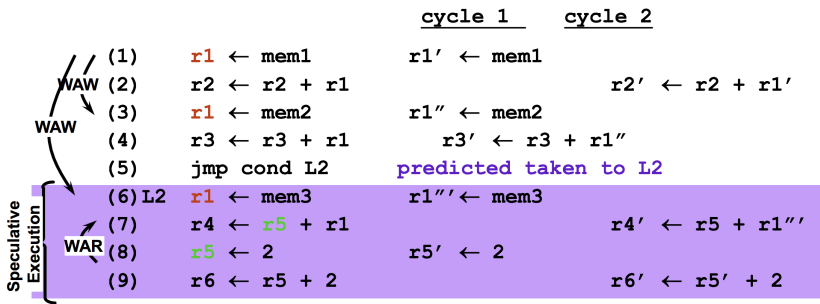 cycle 1 cycle 2
(1) r1 ← mem1 r1′ ← mem1
WAW (2) r2 ← r2 + r1 r2′ ← r2 + r1′
(3) r1 ← mem2 r1″ ← mem2
WAW (4) r3 ← r3 + r1 r3′ ← r3 + r1″
(5) jmp cond L2 predicted taken to L2
(6) L2 r1 ← mem3 r1″′ ← mem3
(7) r4 ← r5 + r1 r4′ ← r5 + r1″′
WAR (8) r5 ← 2 r5′ ← 2
(9) r6 ← r5 + 2 r6′ ← r5′ + 2
Speculative
Execution